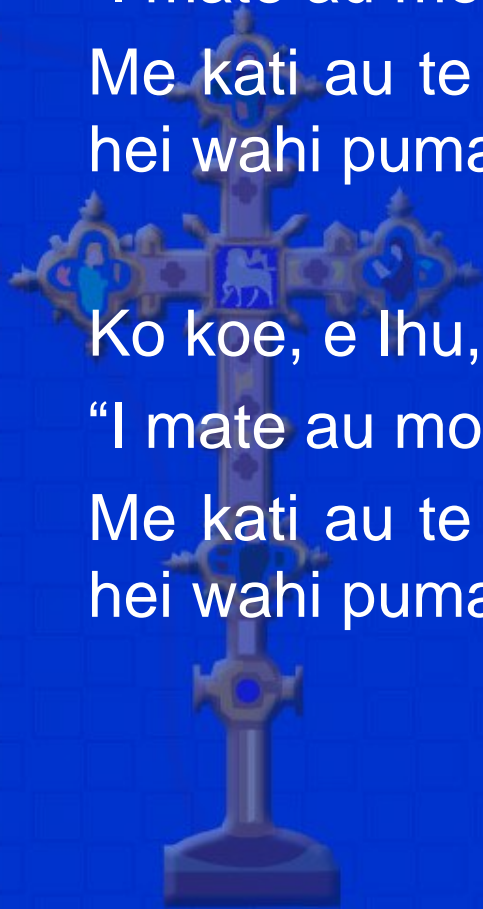 Me kati au te
hei wahi puma
Ko koe, e Ihu,
“I mate au mo
Me kati au te
hei wahi puma